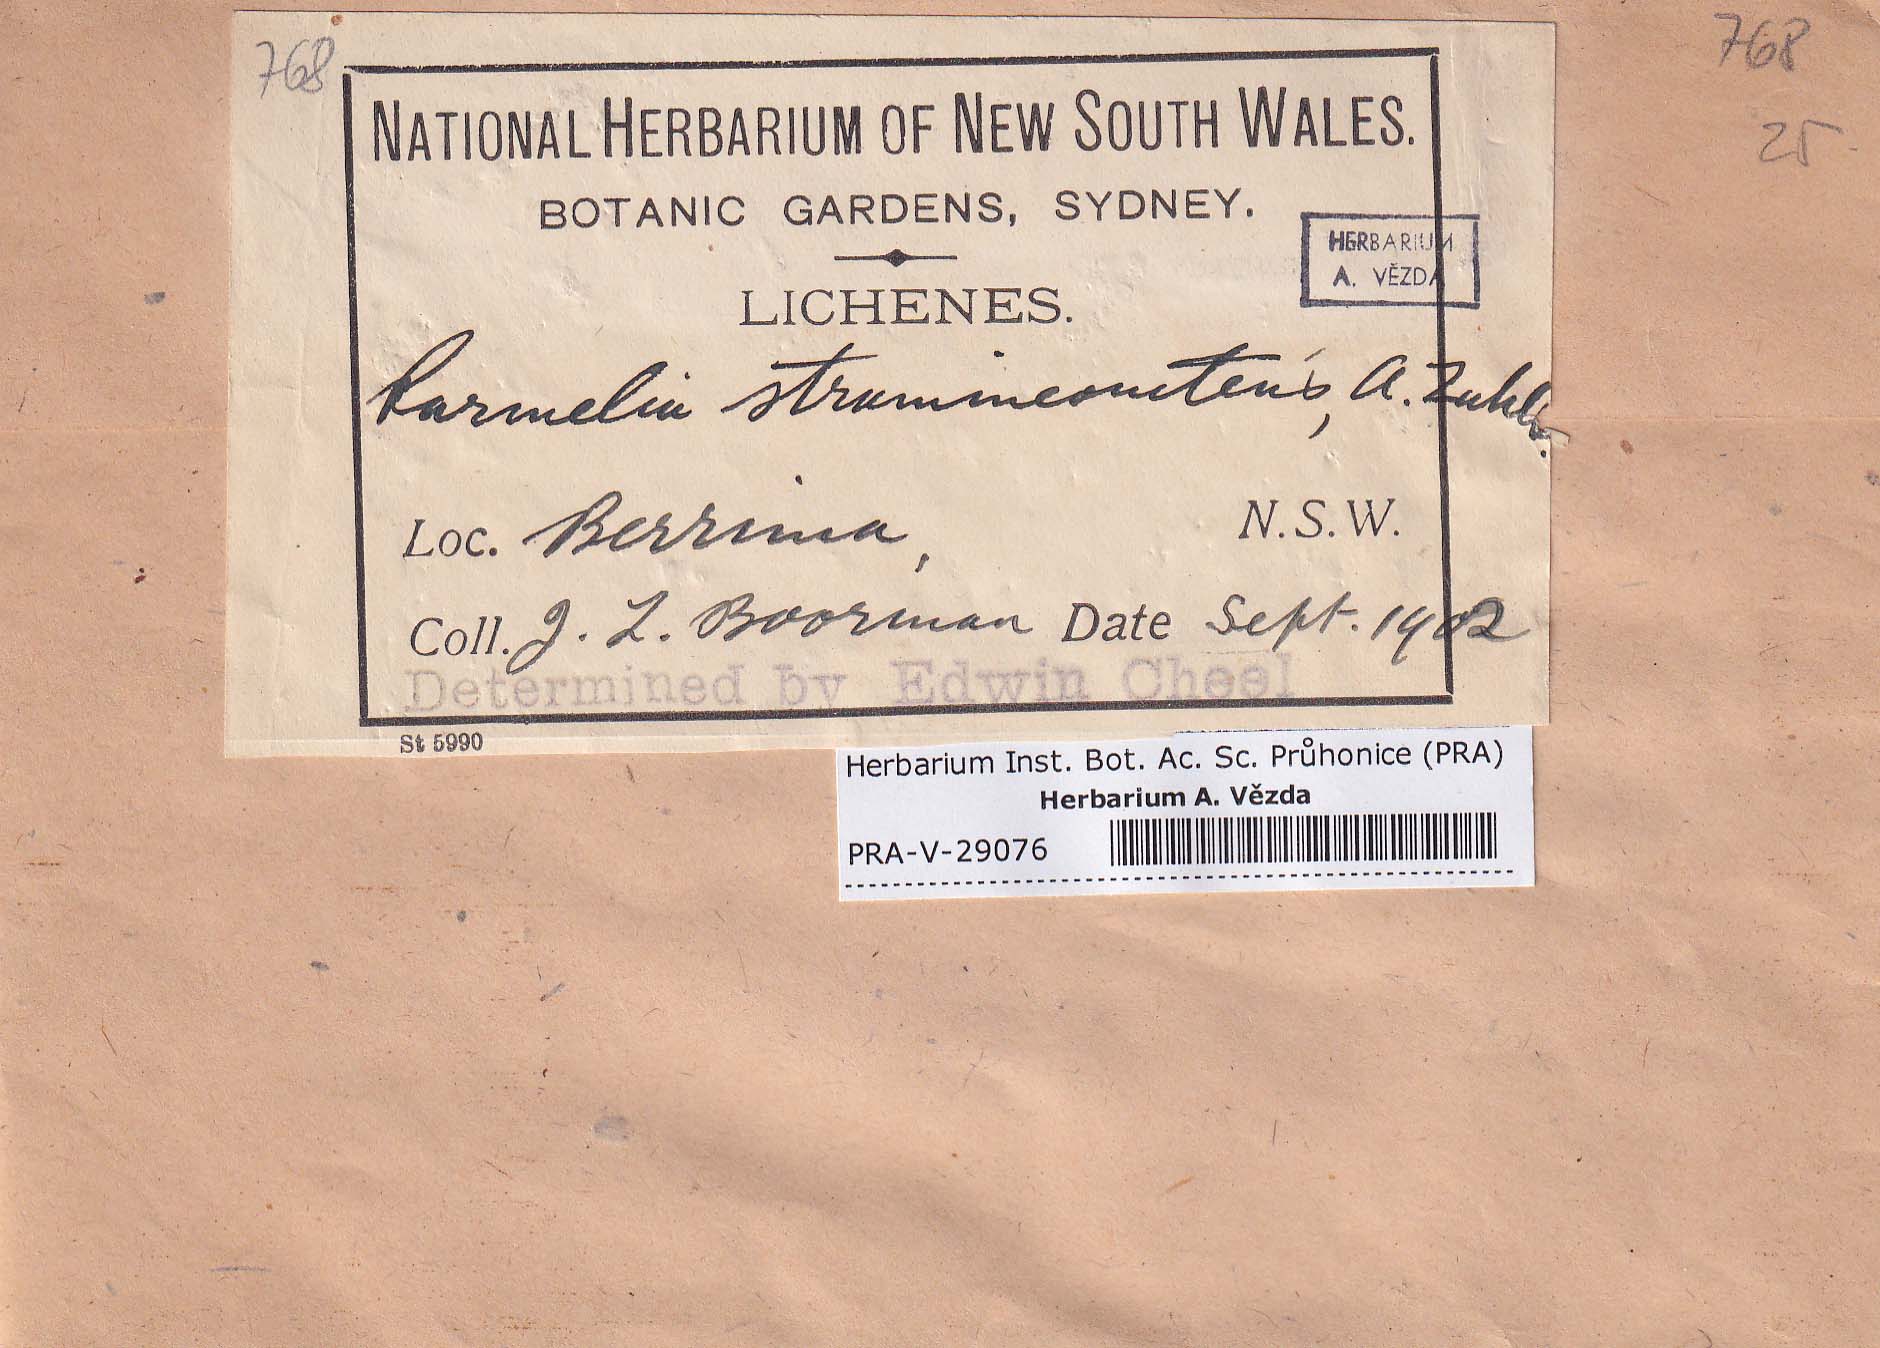 768
768
25
NATIONAL HERBARIUM OF NEW SOUTH WALES.
BOTANIC GARDENS, SYDNEY.
HERBARIUM
A. VĚZDA
LICHENES.
Parmelia stramineonitens, A. Zahlbr.
Loc. Berrima, N.S.W.
Coll. J. L. Boorman Date Sept. 1902
Determined by Edwin Cheel
St 5990
Herbarium Inst. Bot. Ac. Sc. Průhonice (PRA)
Herbarium A. Vězda
PRA-V-29076